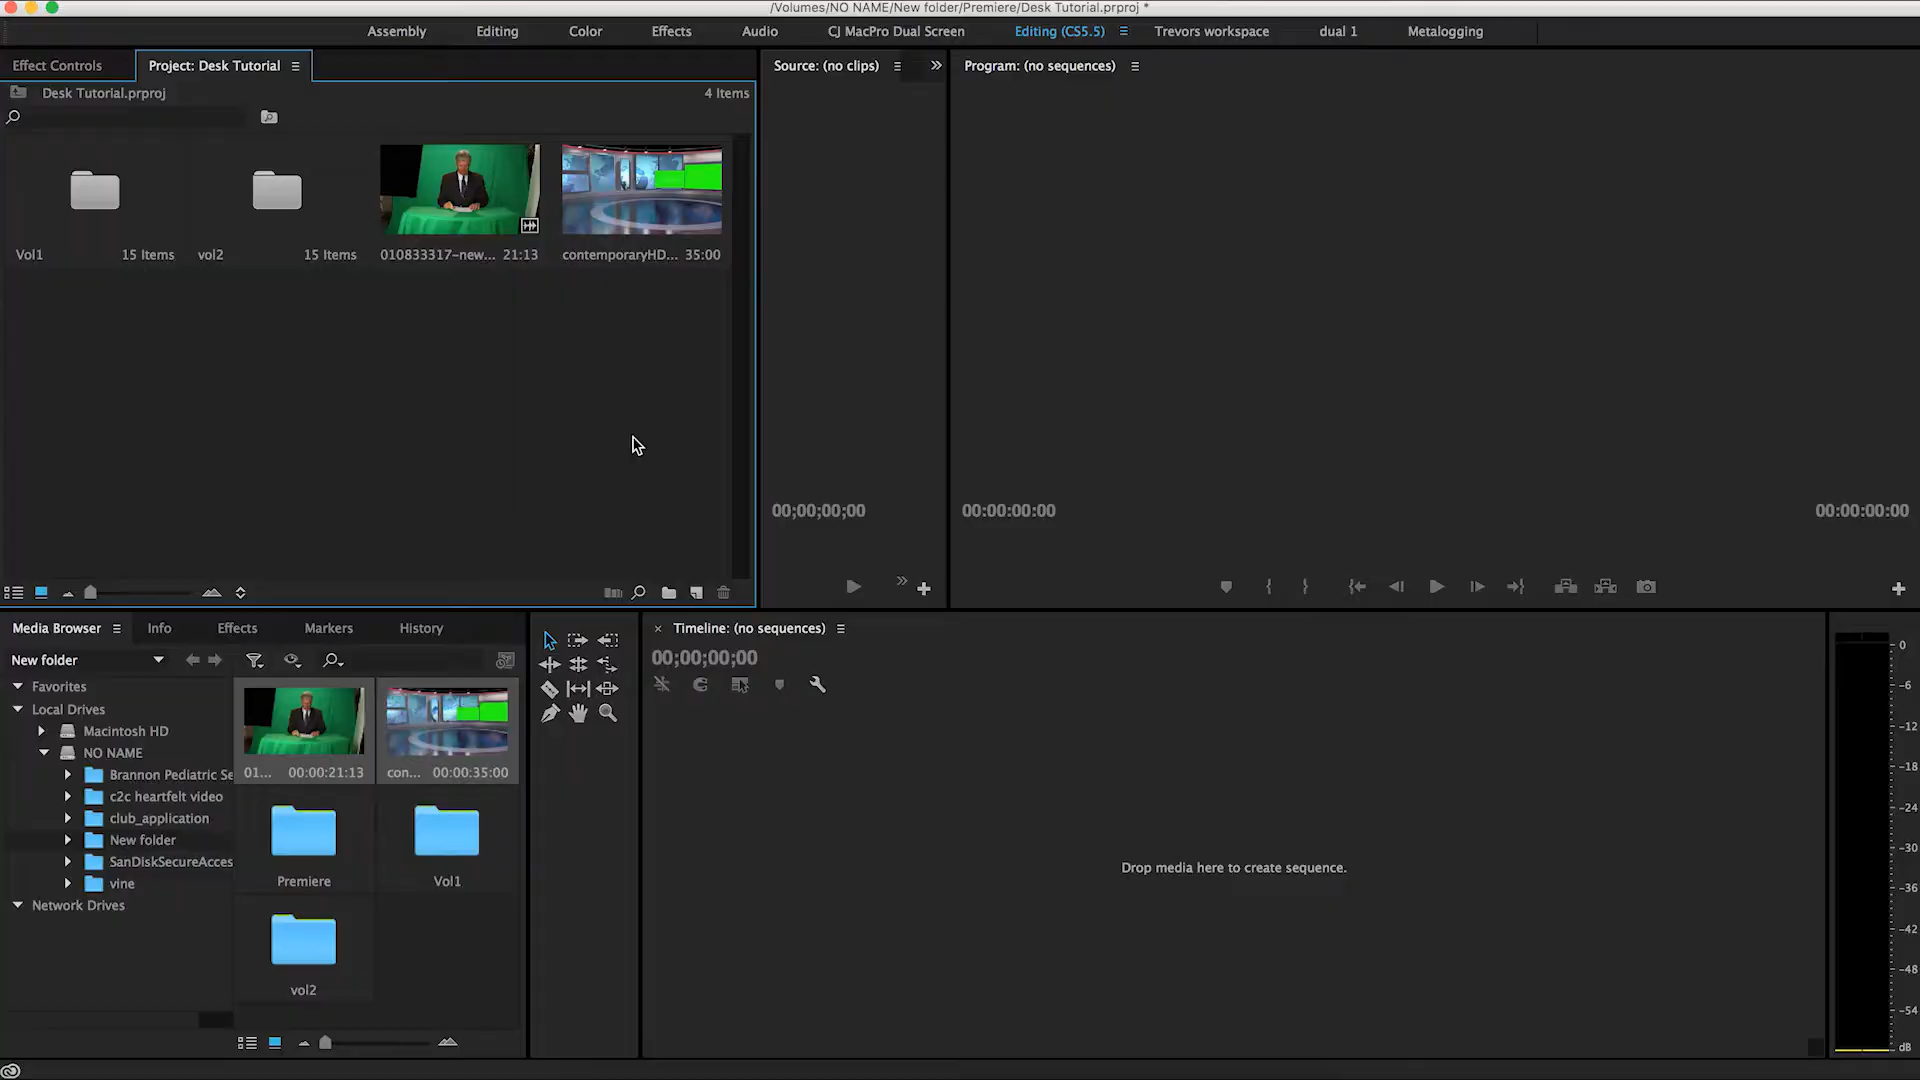 /Volumes/NO NAME/New folder/Premiere/Desk Tutorial.prproj *
Assembly Editing Color Effects Audio CJ MacPro Dual Screen Editing (CS5.5) Trevors workspace dual 1 Metalogging
Effect Controls Project: Desk Tutorial Source: (no clips) Program: (no sequences)
Desk Tutorial.prproj 4 Items
Vol1 15 Items vol2 15 Items 010833317-new... 21:13 contemporaryHD... 35:00
00;00;00;00 00:00:00:00 00:00:00:00
Media Browser Info Effects Markers History × Timeline: (no sequences)
New folder 00;00;00;00
Favorites
Local Drives
Macintosh HD
NO NAME
01... 00:00:21:13 con... 00:00:35:00
Brannon Pediatric Se
c2c heartfelt video
club_application
New folder
SanDiskSecureAcces
vine
Network Drives
Premiere Vol1
vol2
Drop media here to create sequence.
0
-6
-12
-18
-24
-30
-36
-42
-48
-54
dB